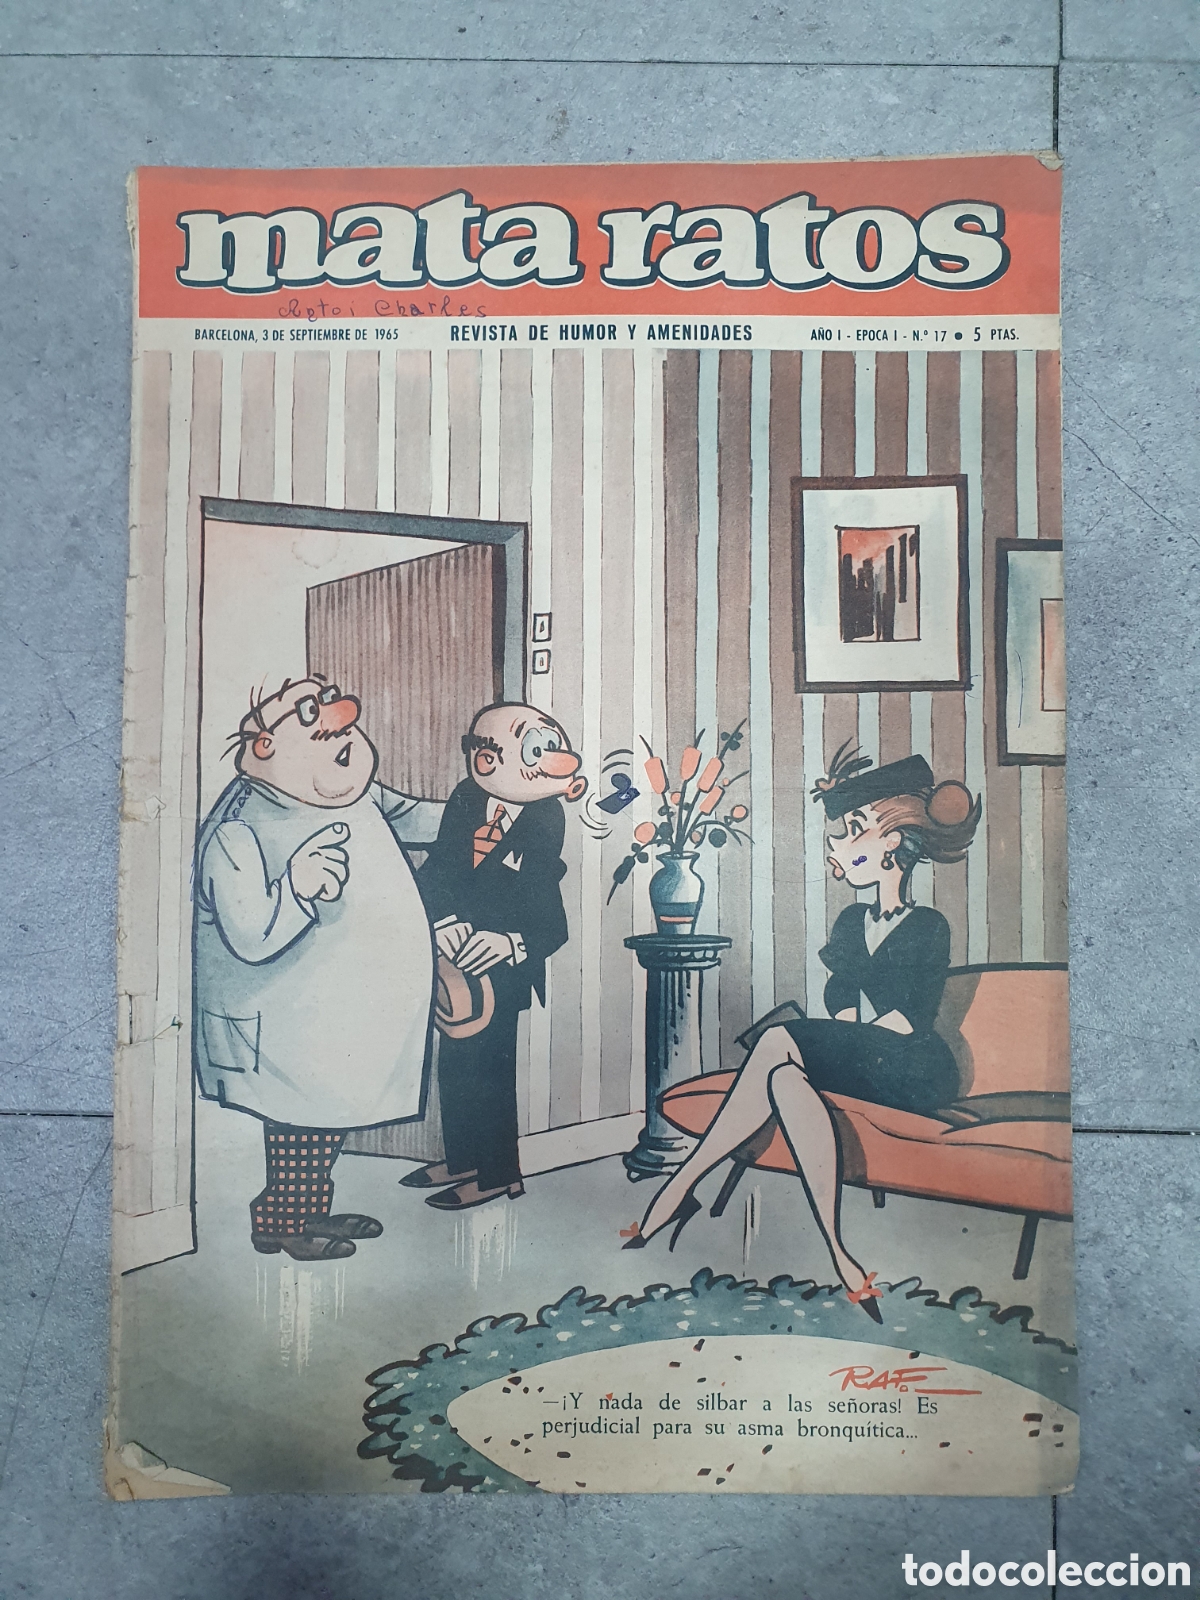 mata ratos
Charles
BARCELONA, 3 DE SEPTIEMBRE DE 1965 REVISTA DE HUMOR Y AMENIDADES AÑO I - EPOCA I - N.º 17 ● 5 PTAS.
RAF.
—¡Y nada de silbar a las señoras! Es
perjudicial para su asma bronquítica...
todocoleccion